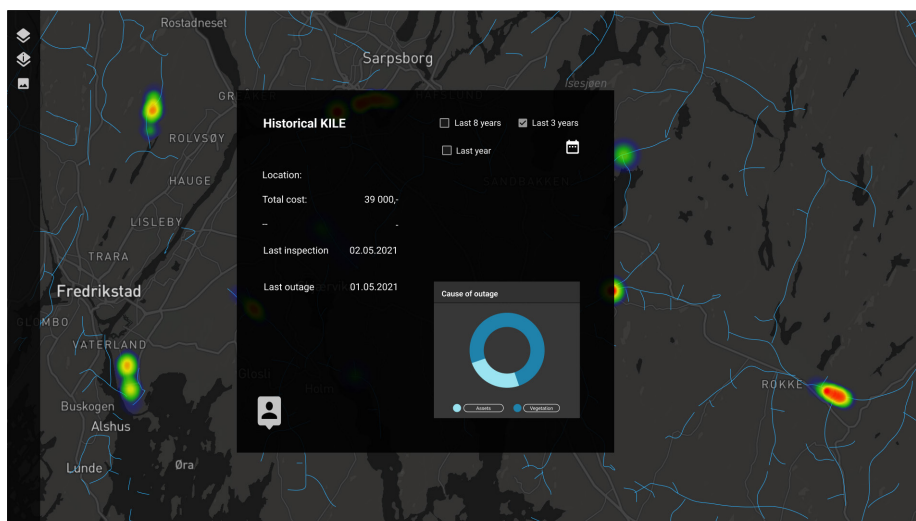 Rostadneset
Sarpsborg
Isesjøen
ROLVSØY
HAUGE
SANDBAKKEN
LISLEBY
TRARA
Fredrikstad
VATERLAND
Buskogen
Alshus
Lunde
Øra
ROKKE
Historical KILE
Last 8 years
Last 3 years
Last year
Location:
Total cost: 39 000,-
-- -
Last inspection 02.05.2021
Last outage 01.05.2021
Cause of outage
Assets
Vegetation